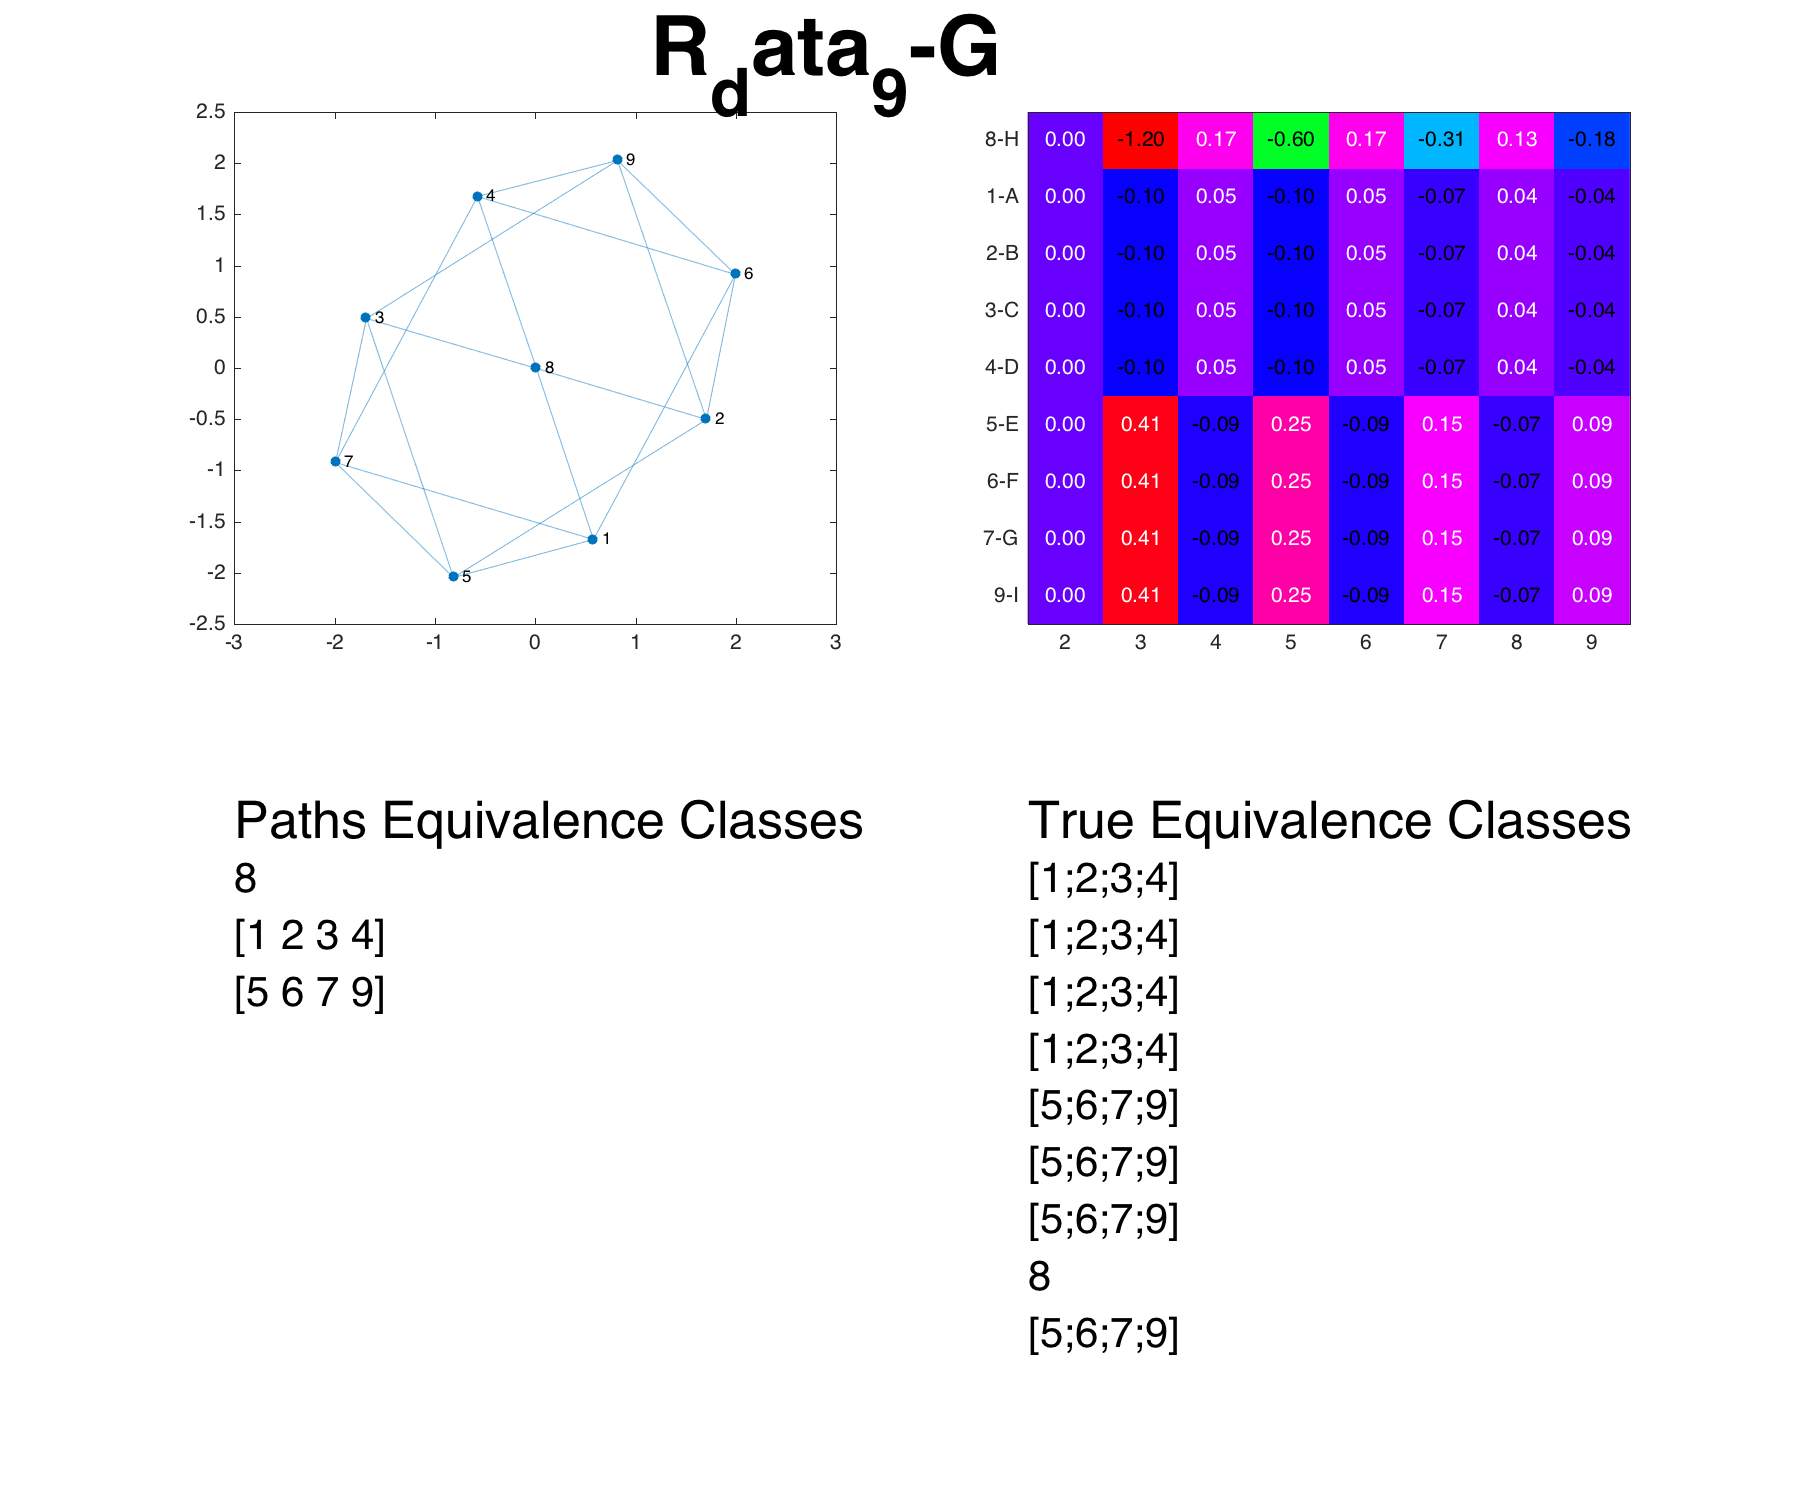 R_data_9-G
2.5
2
1.5
1
0.5
0
-0.5
-1
-1.5
-2
-2.5
-3 -2 -1 0 1 2 3
9
4
6
3
8
2
7
1
5
8-H 0.00 -1.20 0.17 -0.60 0.17 -0.31 0.13 -0.18
1-A 0.00 -0.10 0.05 -0.10 0.05 -0.07 0.04 -0.04
2-B 0.00 -0.10 0.05 -0.10 0.05 -0.07 0.04 -0.04
3-C 0.00 -0.10 0.05 -0.10 0.05 -0.07 0.04 -0.04
4-D 0.00 -0.10 0.05 -0.10 0.05 -0.07 0.04 -0.04
5-E 0.00 0.41 -0.09 0.25 -0.09 0.15 -0.07 0.09
6-F 0.00 0.41 -0.09 0.25 -0.09 0.15 -0.07 0.09
7-G 0.00 0.41 -0.09 0.25 -0.09 0.15 -0.07 0.09
9-I 0.00 0.41 -0.09 0.25 -0.09 0.15 -0.07 0.09
2 3 4 5 6 7 8 9
Paths Equivalence Classes
8
[1 2 3 4]
[5 6 7 9]
True Equivalence Classes
[1;2;3;4]
[1;2;3;4]
[1;2;3;4]
[1;2;3;4]
[5;6;7;9]
[5;6;7;9]
[5;6;7;9]
8
[5;6;7;9]